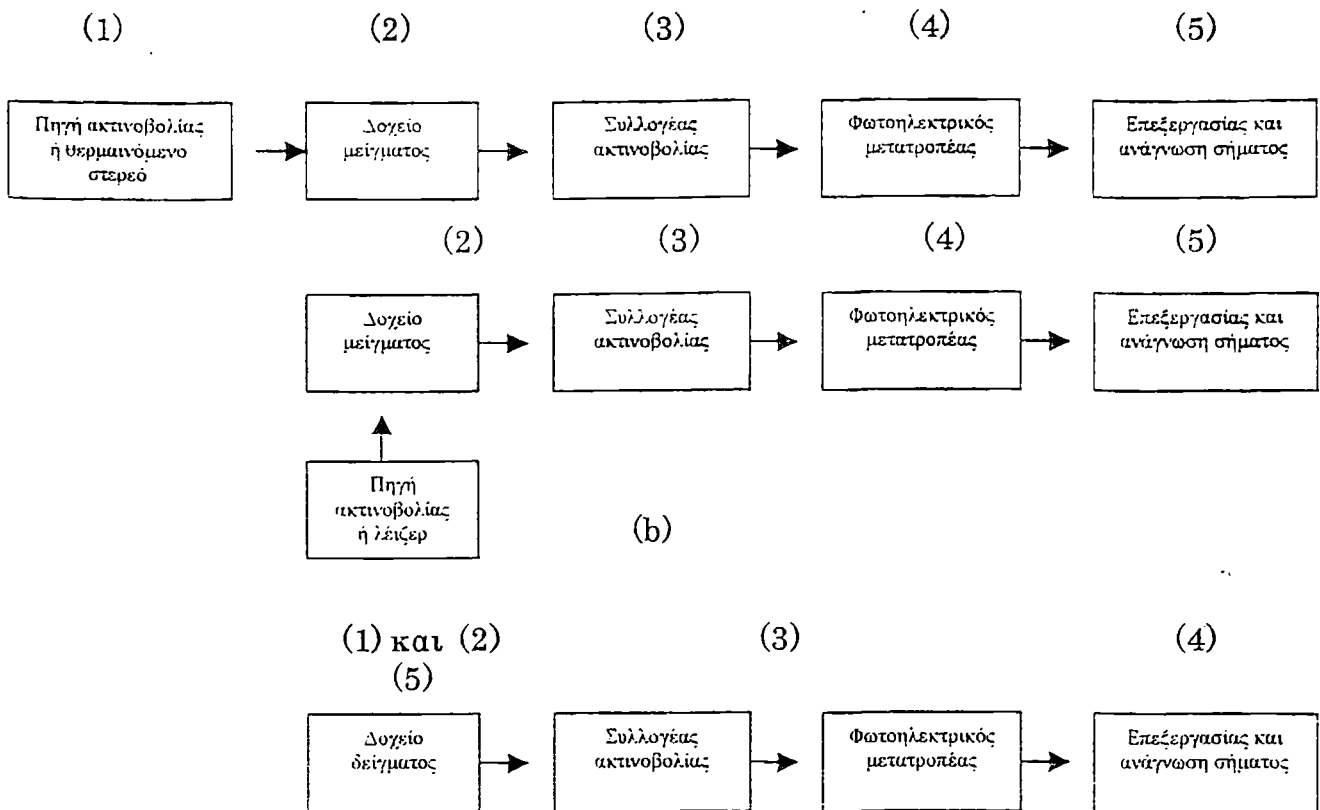 (1) (2) (3) (4) (5)
Πηγή ακτινοβολίας
ή θερμαινόμενο
στερεό
Δοχείο
μείγματος
Συλλογέας
ακτινοβολίας
Φωτοηλεκτρικός
μετατροπέας
Επεξεργασίας και
ανάγνωση σήματος
(2) (3) (4) (5)
Δοχείο
μείγματος
Συλλογέας
ακτινοβολίας
Φωτοηλεκτρικός
μετατροπέας
Επεξεργασίας και
ανάγνωση σήματος
Πηγή
ακτινοβολίας
ή λέιζερ
(b)
(1) και (2) (3) (4)
(5)
Δοχείο
δείγματος
Συλλογέας
ακτινοβολίας
Φωτοηλεκτρικός
μετατροπέας
Επεξεργασίας και
ανάγνωση σήματος